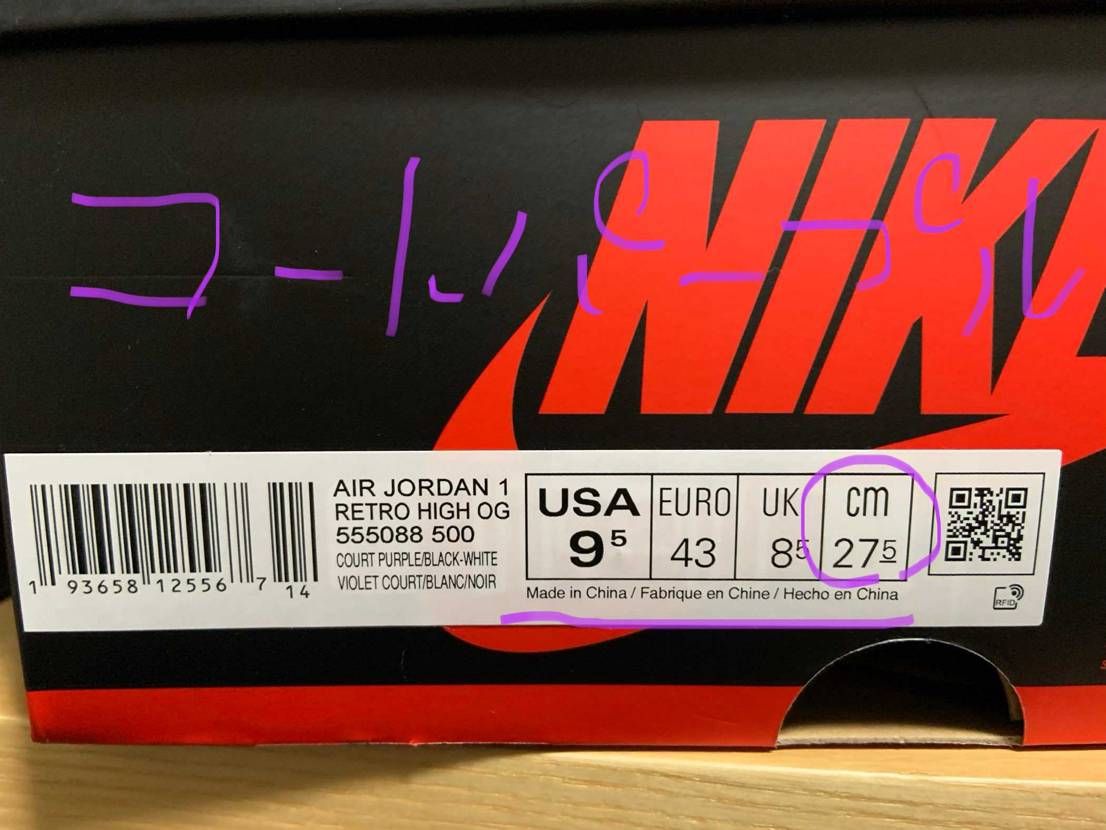 コートパープル
NIKE
AIR JORDAN 1
RETRO HIGH OG
555088 500
COURT PURPLE/BLACK-WHITE
VIOLET COURT/BLANC/NOIR
1 93658 12556 7 14
USA EURO UK cm
9⁵ 43 8⁵ 27⁵
Made in China / Fabrique en Chine / Hecho en China
RFID